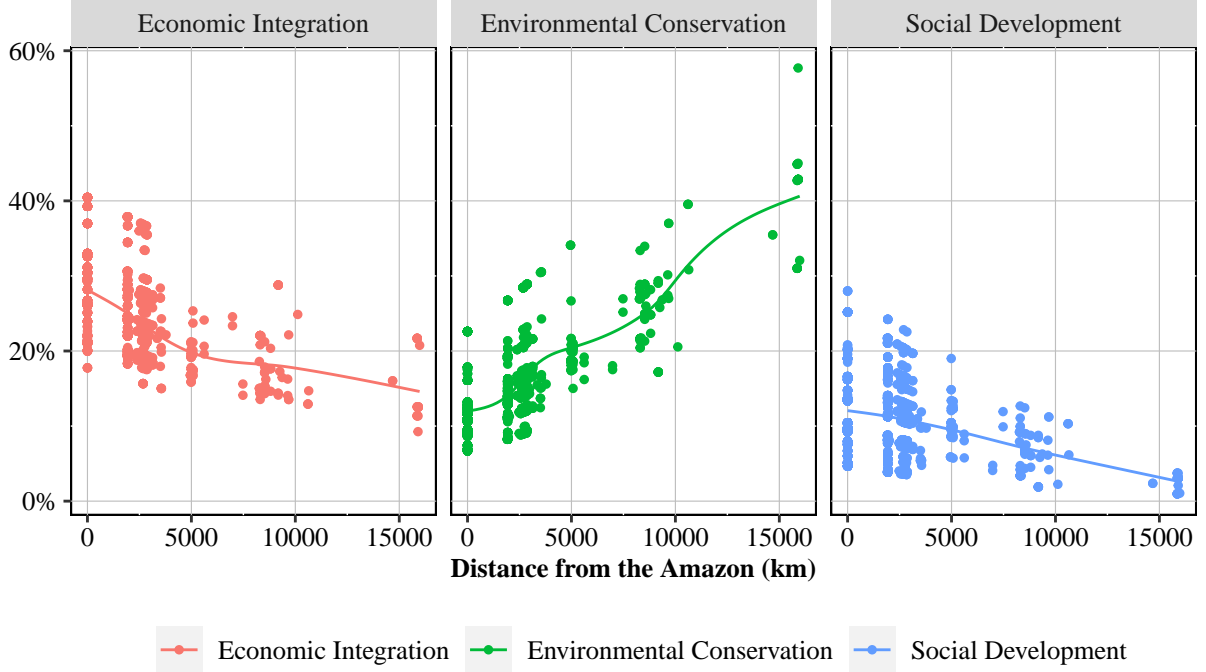 Economic Integration Environmental Conservation Social Development
60%
40%
20%
0%
0 5000 10000 15000 0 5000 10000 15000 0 5000 10000 15000
Distance from the Amazon (km)
Economic Integration Environmental Conservation Social Development